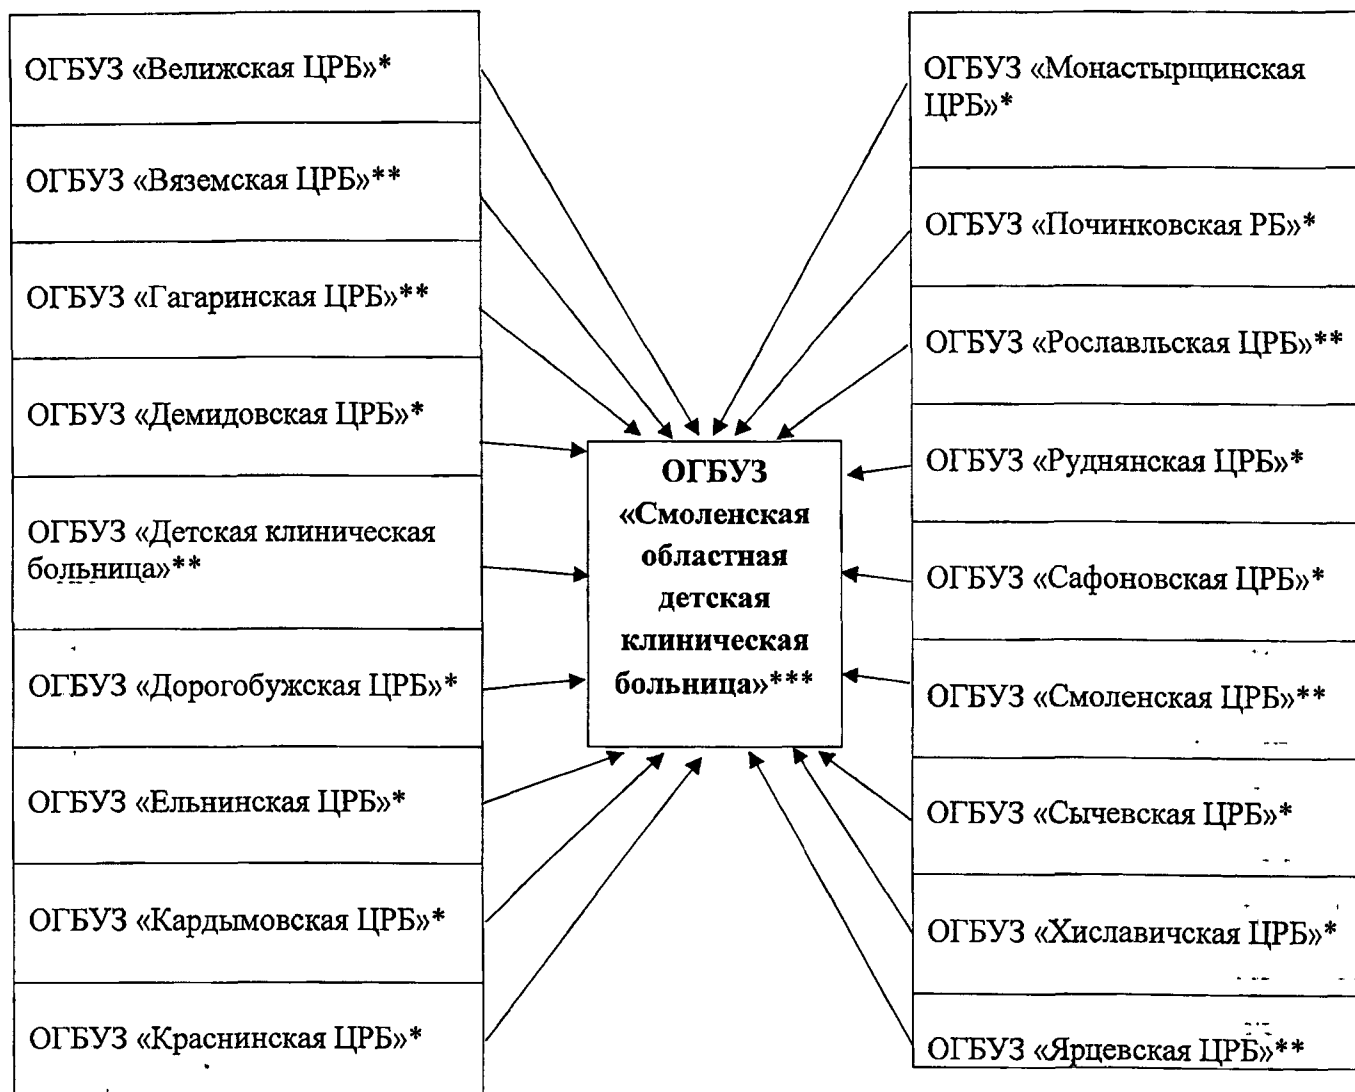 ОГБУЗ «Велижская ЦРБ»*
ОГБУЗ «Вяземская ЦРБ»**
ОГБУЗ «Гагаринская ЦРБ»**
ОГБУЗ «Демидовская ЦРБ»*
ОГБУЗ «Детская клиническая
больница»**
ОГБУЗ «Дорогобужская ЦРБ»*
ОГБУЗ «Ельнинская ЦРБ»*
ОГБУЗ «Кардымовская ЦРБ»*
ОГБУЗ «Краснинская ЦРБ»*
ОГБУЗ
«Смоленская
областная
детская
клиническая
больница»***
ОГБУЗ «Монастырщинская
ЦРБ»*
ОГБУЗ «Починковская РБ»*
ОГБУЗ «Рославльская ЦРБ»**
ОГБУЗ «Руднянская ЦРБ»*
ОГБУЗ «Сафоновская ЦРБ»*
ОГБУЗ «Смоленская ЦРБ»**
ОГБУЗ «Сычевская ЦРБ»*
ОГБУЗ «Хиславичская ЦРБ»*
ОГБУЗ «Ярцевская ЦРБ»**